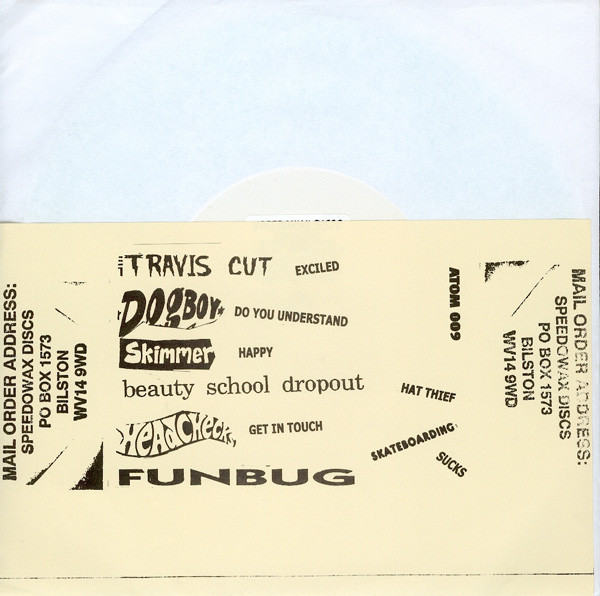 MAIL ORDER ADDRESS:
SPEEDOWAX DISCS
PO BOX 1573
BILSTON
WV14 9WD
TRAVIS CUT EXCILED
DOGBOY DO YOU UNDERSTAND
Skimmer HAPPY
beauty school dropout HAT THIEF
HEADCHECK GET IN TOUCH
FUNBUG SKATEBOARDING SUCKS
ATOM 009
MAIL ORDER ADDRESS:
SPEEDOWAX DISCS
PO BOX 1573
BILSTON
WV14 9WD